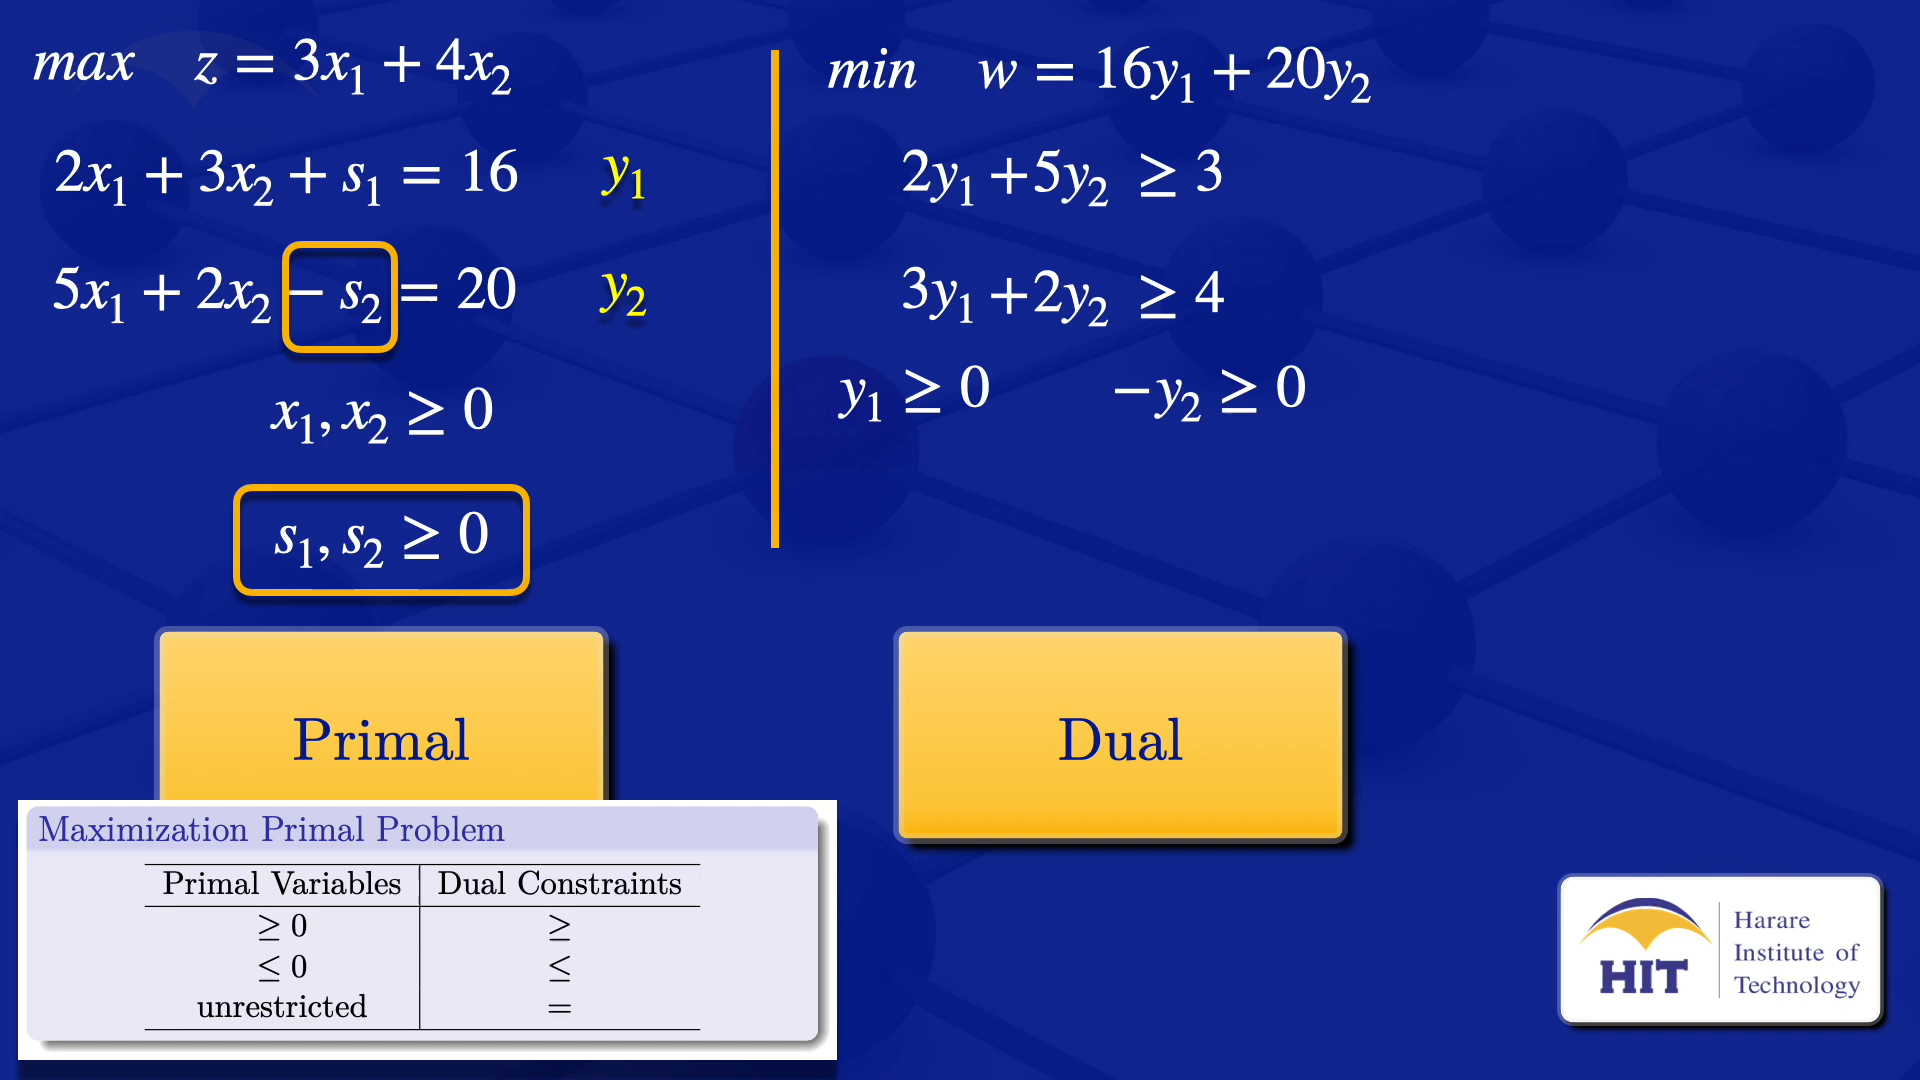 max z = 3x₁ + 4x₂
2x₁ + 3x₂ + s₁ = 16 y₁
5x₁ + 2x₂ − s₂ = 20 y₂
x₁, x₂ ≥ 0
s₁, s₂ ≥ 0
Primal
min w = 16y₁ + 20y₂
2y₁ +5y₂ ≥ 3
3y₁ +2y₂ ≥ 4
y₁ ≥ 0 −y₂ ≥ 0
Dual
Maximization Primal Problem
Primal Variables Dual Constraints
≥ 0 ≥
≤ 0 ≤
unrestricted =
HIT
Harare
Institute of
Technology